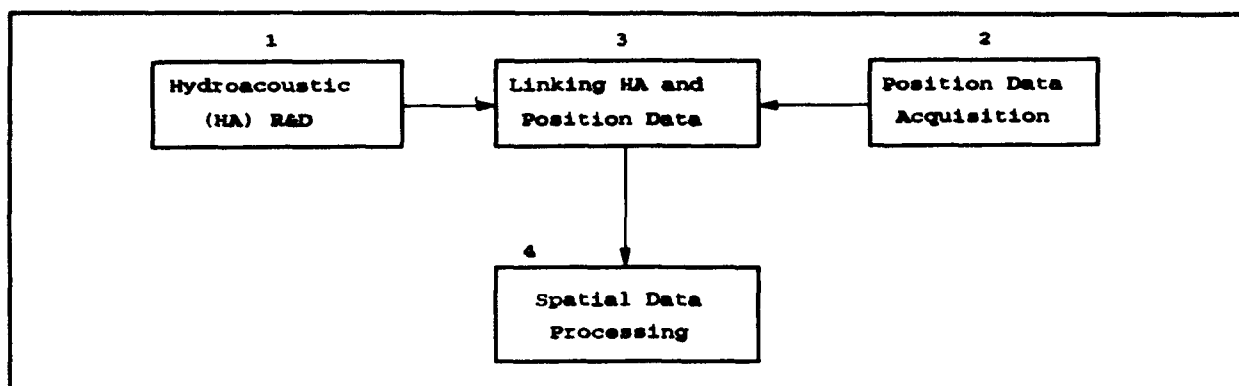 1
Hydroacoustic
(HA) R&D
3
Linking HA and
Position Data
2
Position Data
Acquisition
4
Spatial Data
Processing